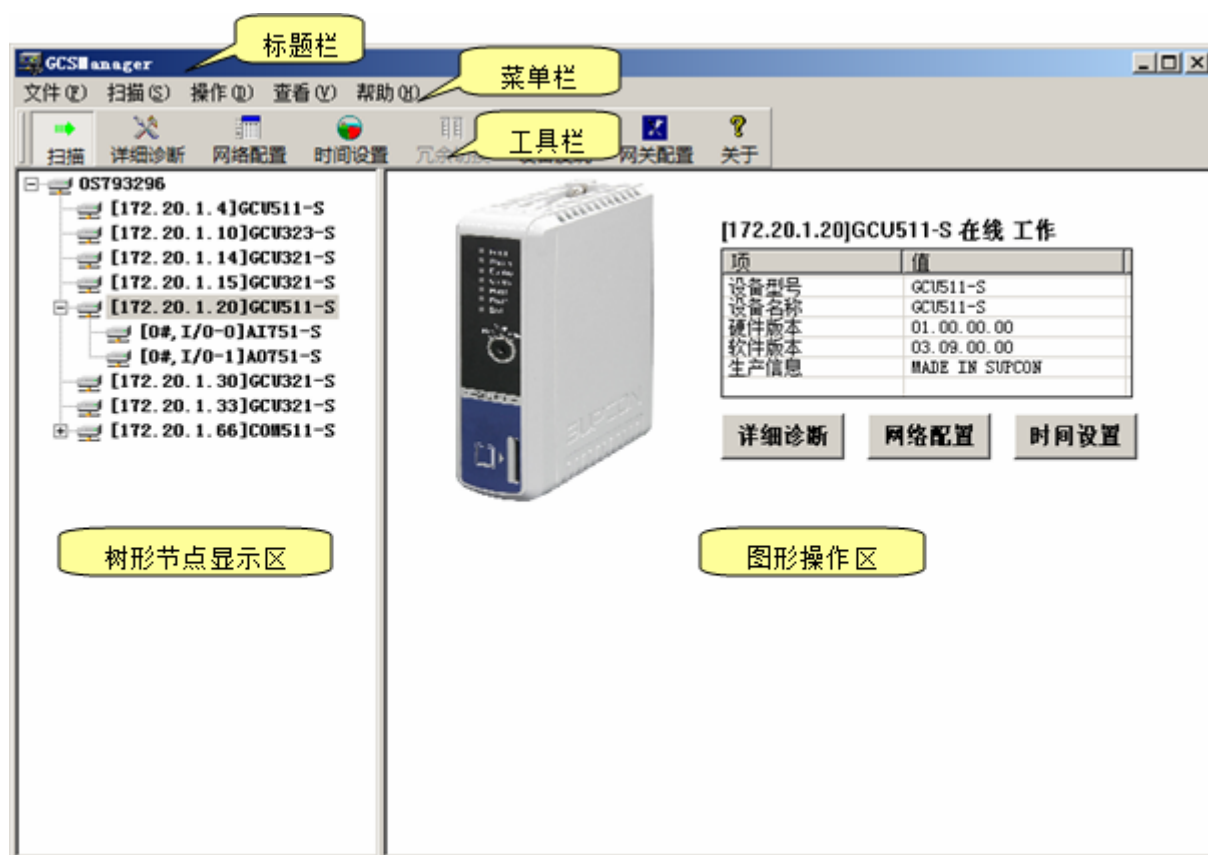 标题栏
GCSManager
菜单栏
文件(F) 扫描(S) 操作(O) 查看(V) 帮助(H)
工具栏
扫描 详细诊断 网络配置 时间设置 网关配置 关于
OS793296
[172.20.1.4]GCU511-S
[172.20.1.10]GCU323-S
[172.20.1.14]GCU321-S
[172.20.1.15]GCU321-S
[172.20.1.20]GCU511-S
[0#,I/O-0]AI751-S
[0#,I/O-1]AO751-S
[172.20.1.30]GCU321-S
[172.20.1.33]GCU321-S
[172.20.1.66]COM511-S
树形节点显示区
SUPCON
[172.20.1.20]GCU511-S 在线 工作
项 值
设备型号 GCU511-S
设备名称 GCU511-S
硬件版本 01.00.00.00
软件版本 03.09.00.00
生产信息 MADE IN SUPCON
详细诊断 网络配置 时间设置
图形操作区